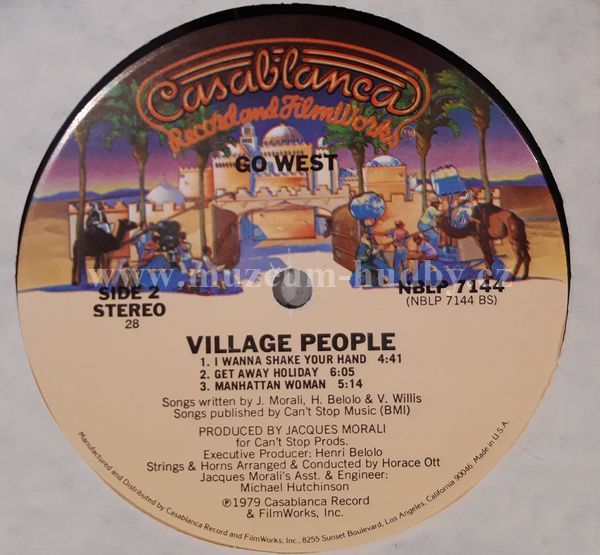 Casablanca
Record and FilmWorks TM
GO WEST
www.muzeum-hudby.cz
SIDE 2
STEREO
28
NBLP 7144
(NBLP 7144 BS)
VILLAGE PEOPLE
1. I WANNA SHAKE YOUR HAND 4:41
2. GET AWAY HOLIDAY 6:05
3. MANHATTAN WOMAN 5:14
Songs written by J. Morali, H. Belolo & V. Willis
Songs published by Can't Stop Music (BMI)
PRODUCED BY JACQUES MORALI
for Can't Stop Prods.
Executive Producer: Henri Belolo
Strings & Horns Arranged & Conducted by Horace Ott
Jacques Morali's Asst. & Engineer:
Michael Hutchinson
℗1979 Casablanca Record
& FilmWorks, Inc.
Manufactured and Distributed by Casablanca Record and FilmWorks, Inc., 8255 Sunset Boulevard, Los Angeles, California 90046. Made in U.S.A.